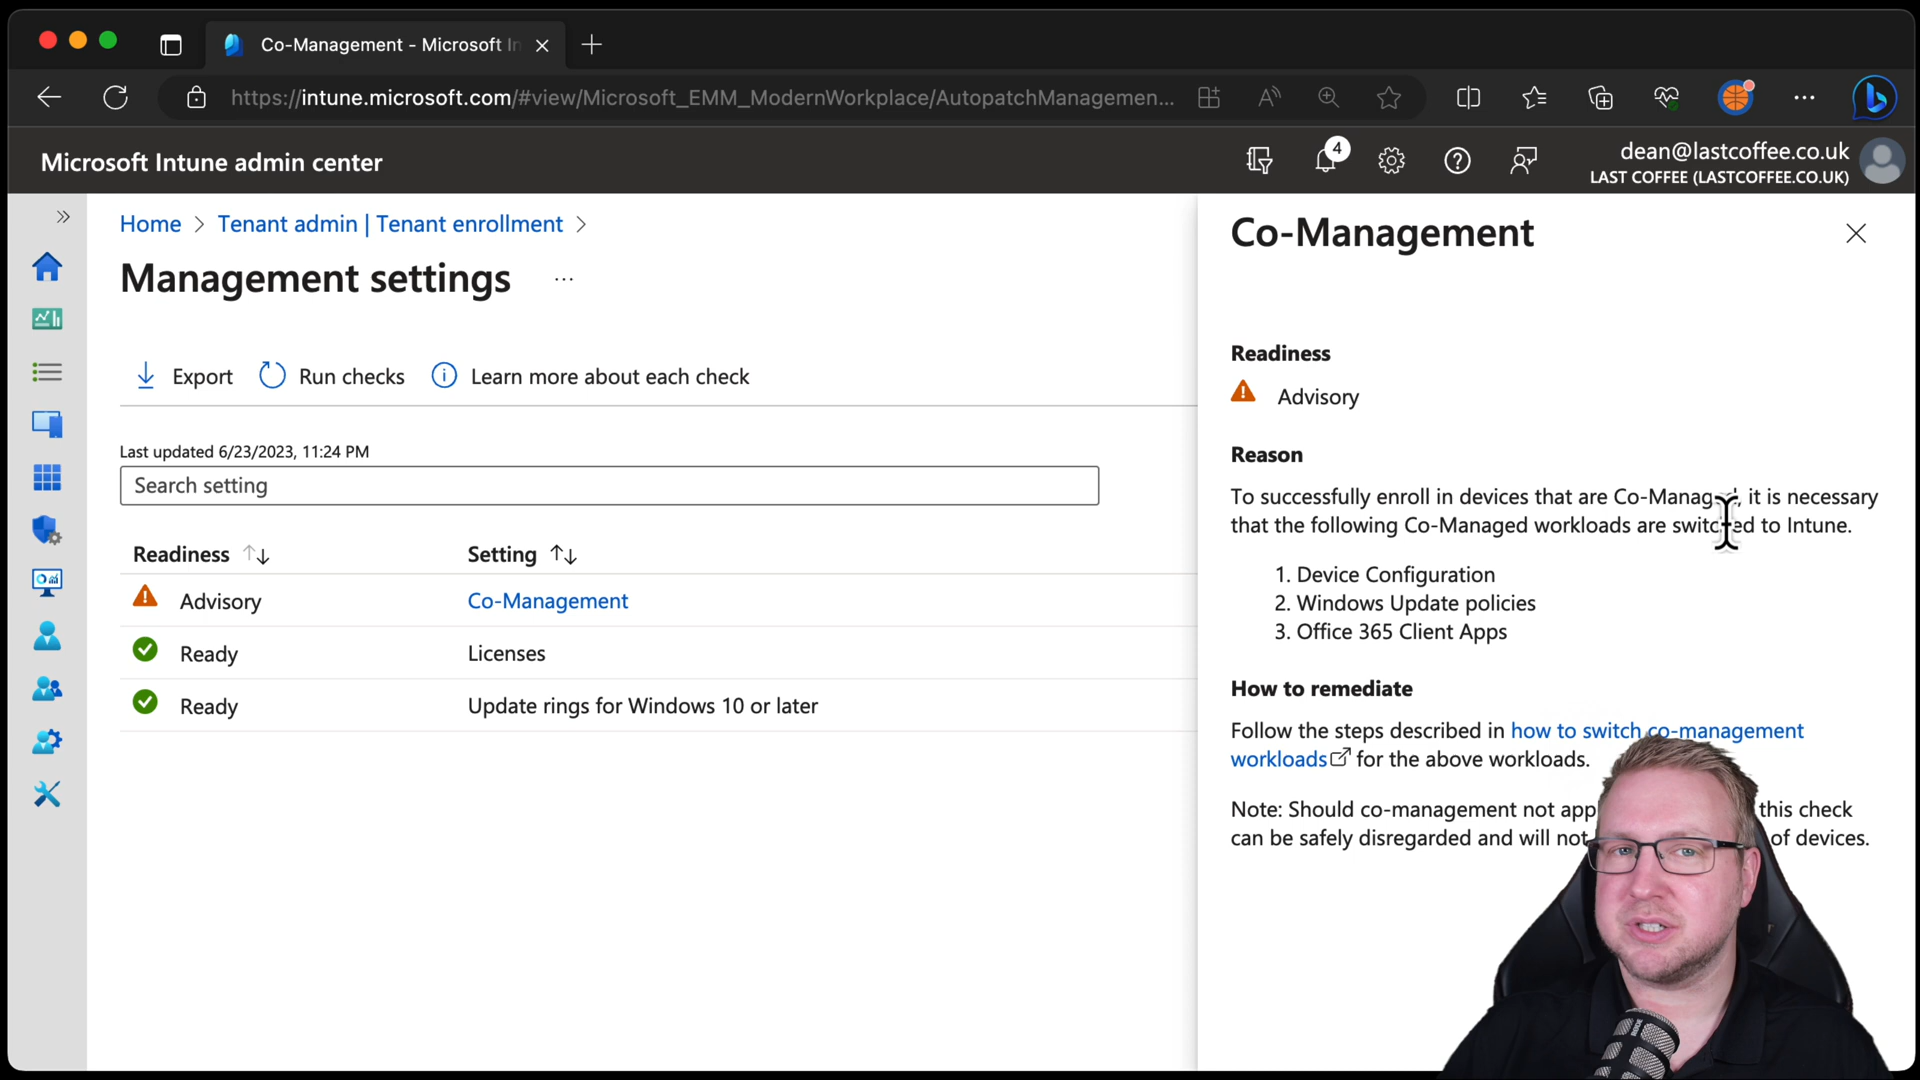 Co-Management - Microsoft In
https://intune.microsoft.com/#view/Microsoft_EMM_ModernWorkplace/AutopatchManagemen...
Microsoft Intune admin center
4
dean@lastcoffee.co.uk
LAST COFFEE (LASTCOFFEE.CO.UK)
Home > Tenant admin | Tenant enrollment >
Management settings ...
Export
Run checks
Learn more about each check
Last updated 6/23/2023, 11:24 PM
Search setting
Readiness
Setting
Advisory
Co-Management
Ready
Licenses
Ready
Update rings for Windows 10 or later
Co-Management
Readiness
Advisory
Reason
To successfully enroll in devices that are Co-Managed, it is necessary
that the following Co-Managed workloads are switched to Intune.
1. Device Configuration
2. Windows Update policies
3. Office 365 Client Apps
How to remediate
Follow the steps described in how to switch co-management
workloads for the above workloads.
Note: Should co-management not app this check
can be safely disregarded and will not of devices.